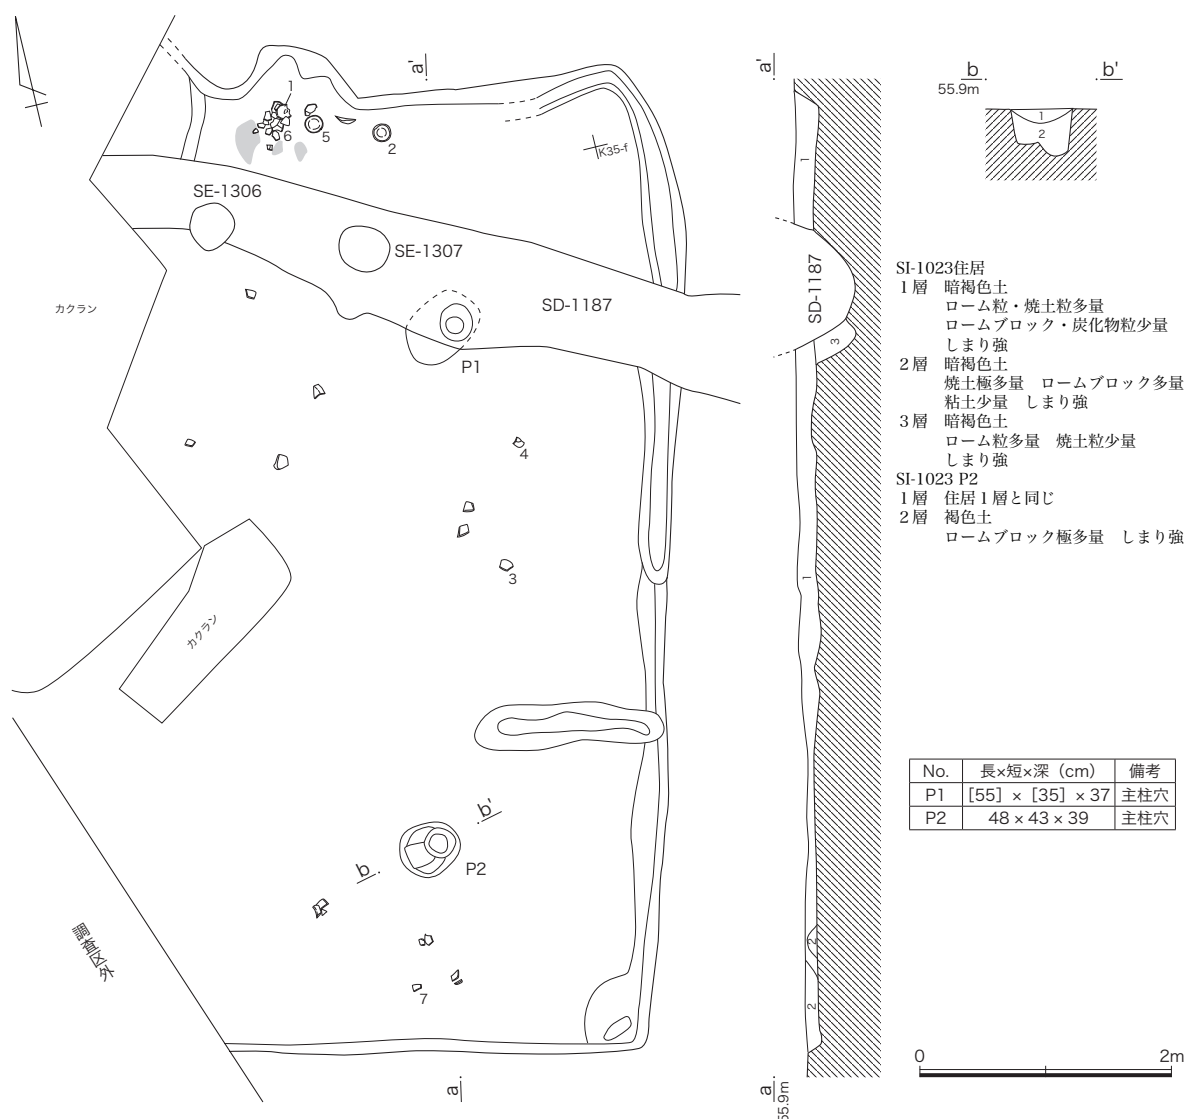 a'
a'
b
b'
55.9m
1
2
1
6
5
2
K35-f
1
SE-1306
SE-1307
SD-1187
SD-1187
カクラン
P1
3
4
3
1
カクラン
SI-1023住居
1層　暗褐色土
ローム粒・焼土粒多量
ロームブロック・炭化物粒少量
しまり強
2層　暗褐色土
焼土極多量　ロームブロック多量
粘土少量　しまり強
3層　暗褐色土
ローム粒多量　焼土粒少量
しまり強
SI-1023 P2
1層　住居1層と同じ
2層　褐色土
ロームブロック極多量　しまり強
No.　長×短×深（cm）　備考
P1　［55］×［35］× 37　主柱穴
P2　48 × 43 × 39　主柱穴
b'
b
P2
調査区外
7
2
2
a
a
55.9m
0　2m